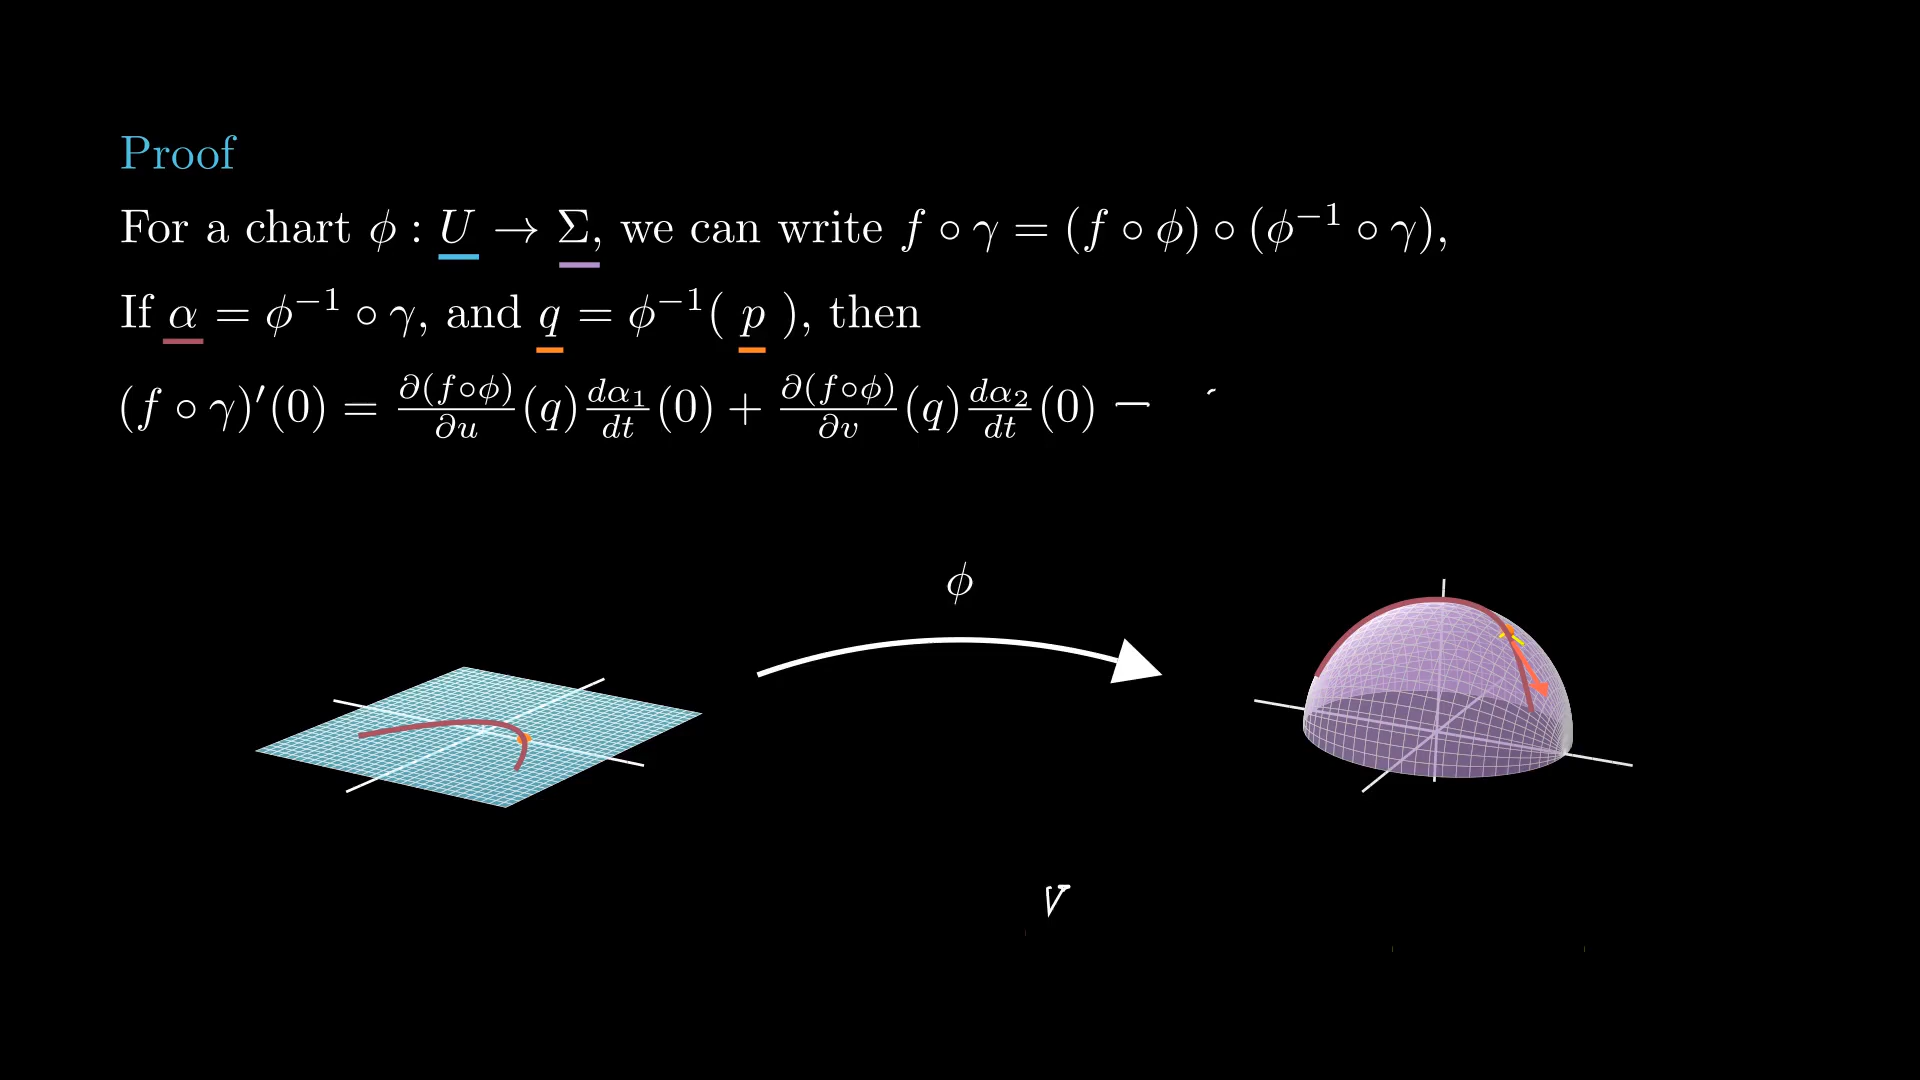 Proof
For a chart ϕ : U → Σ, we can write f ∘ γ = (f ∘ ϕ) ∘ (ϕ⁻¹ ∘ γ),
If α = ϕ⁻¹ ∘ γ, and q = ϕ⁻¹( p ), then
(f ∘ γ)′(0) = ∂(f∘ϕ)/∂u (q) dα₁/dt (0) + ∂(f∘ϕ)/∂v (q) dα₂/dt (0)
ϕ